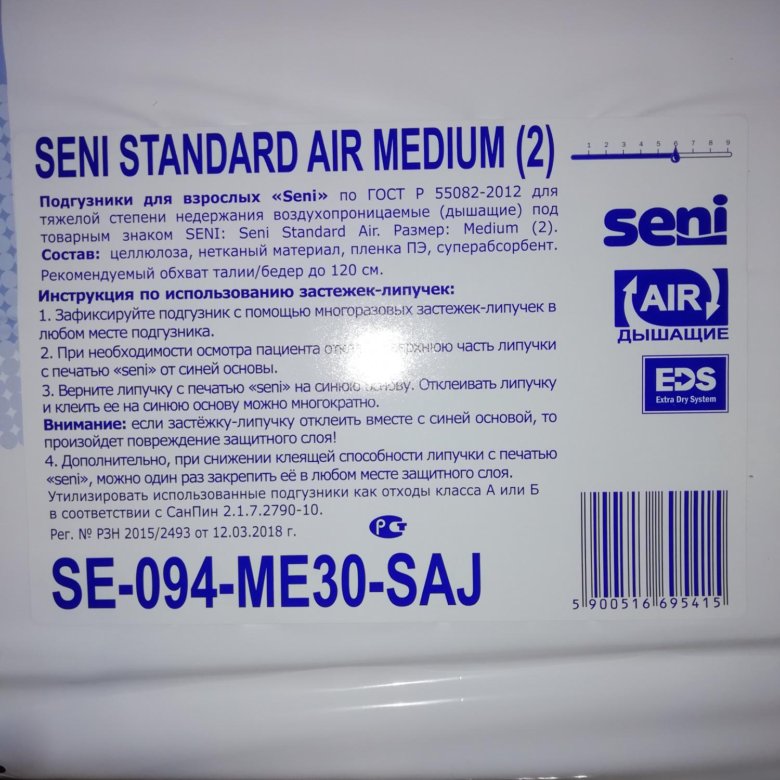 SENI STANDARD AIR MEDIUM (2)
1 2 3 4 5 6 7 8 9
Подгузники для взрослых «Seni» по ГОСТ Р 55082-2012 для
тяжелой степени недержания воздухопроницаемые (дышащие) под
товарным знаком SENI: Seni Standard Air. Размер: Medium (2).
Состав: целлюлоза, нетканый материал, пленка ПЭ, суперабсорбент.
Рекомендуемый обхват талии/бедер до 120 см.
seni
AIR
ДЫШАЩИЕ
EDS
Extra Dry System
Инструкция по использованию застежек-липучек:
1. Зафиксируйте подгузник с помощью многоразовых застежек-липучек в
любом месте подгузника.
2. При необходимости осмотра пациента часть липучки
с печатью «seni» от синей основы.
3. Верните липучку с печатью «seni» на синюю основу. Отклеивать липучку
и клеить ее на синюю основу можно многократно.
Внимание: если застёжку-липучку отклеить вместе с синей основой, то
произойдет повреждение защитного слоя!
4. Дополнительно, при снижении клеящей способности липучки с печатью
«seni», можно один раз закрепить её в любом месте защитного слоя.
Утилизировать использованные подгузники как отходы класса А или Б
в соответствии с СанПин 2.1.7.2790-10.
Рег. № РЗН 2015/2493 от 12.03.2018 г.
SE-094-ME30-SAJ
5 900516 695415